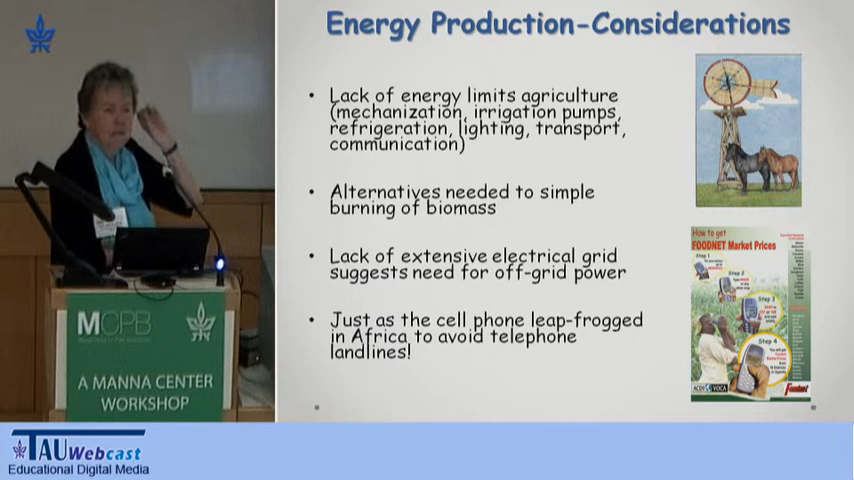 Energy Production-Considerations
• Lack of energy limits agriculture
(mechanization, irrigation pumps,
refrigeration, lighting, transport,
communication)
• Alternatives needed to simple
burning of biomass
• Lack of extensive electrical grid
suggests need for off-grid power
• Just as the cell phone leap-frogged
in Africa to avoid telephone
landlines!
How to get
FOODNET Market Prices
Step 1
Step 2
Step 3
Step 4
ACDI VOCA
Foodnet
MCPB
A MANNA CENTER
WORKSHOP
TAUWebcast
Educational Digital Media